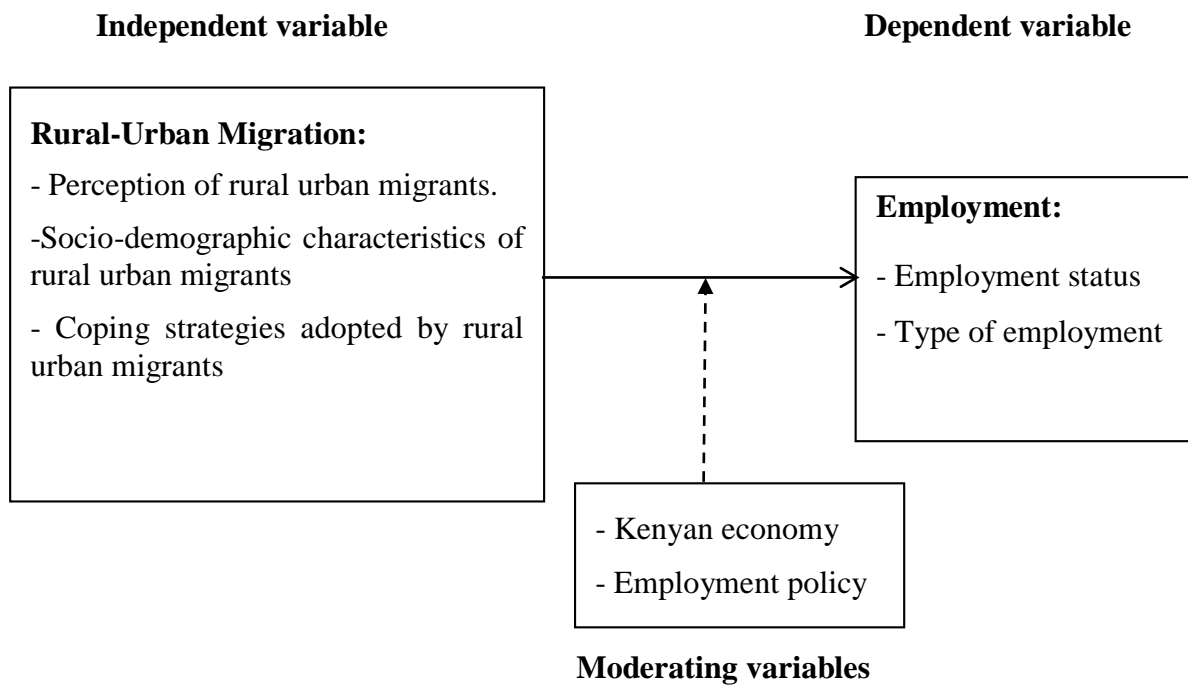 Independent variable
Dependent variable
Rural-Urban Migration:
- Perception of rural urban migrants.
-Socio-demographic characteristics of
rural urban migrants
- Coping strategies adopted by rural
urban migrants
Employment:
- Employment status
- Type of employment
- Kenyan economy
- Employment policy
Moderating variables